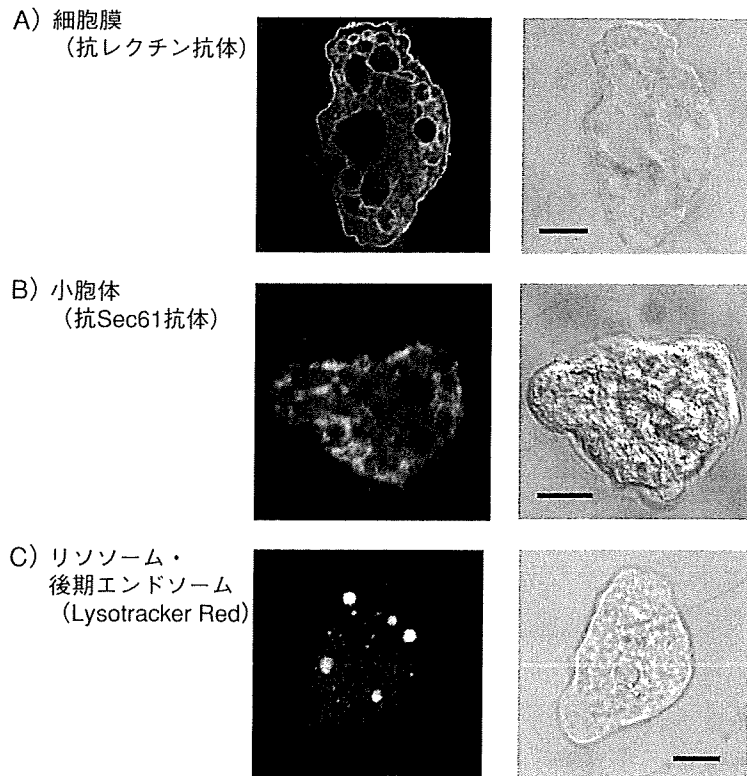 A) 細胞膜
(抗レクチン抗体)
B) 小胞体
(抗Sec61抗体)
C) リソソーム・
後期エンドソーム
(Lysotracker Red)